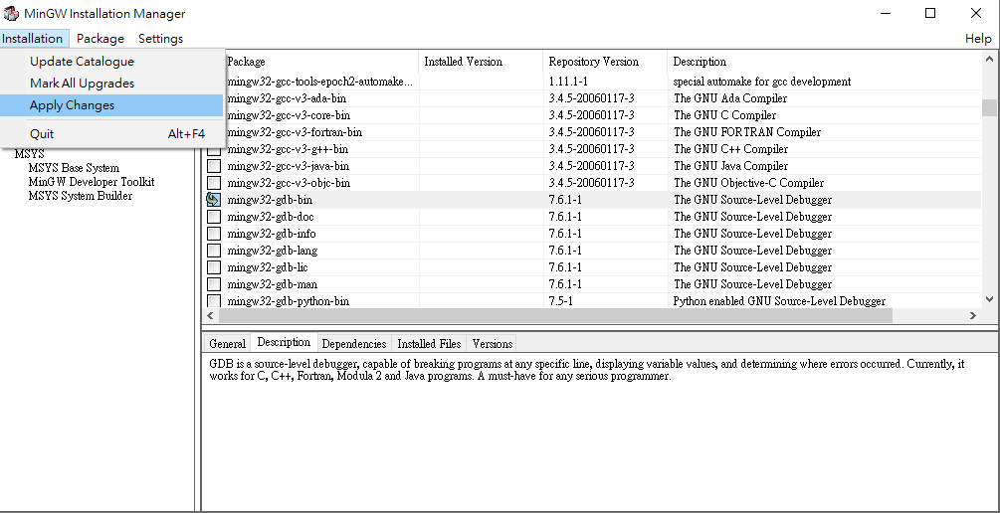 MinGW Installation Manager
Installation Package Settings Help
Update Catalogue
Mark All Upgrades
Apply Changes
Quit Alt+F4
MSYS
MSYS Base System
MinGW Developer Toolkit
MSYS System Builder
Package Installed Version Repository Version Description
mingw32-gcc-tools-epoch2-automake... 1.11.1-1 special automake for gcc development
mingw32-gcc-v3-ada-bin 3.4.5-20060117-3 The GNU Ada Compiler
mingw32-gcc-v3-core-bin 3.4.5-20060117-3 The GNU C Compiler
mingw32-gcc-v3-fortran-bin 3.4.5-20060117-3 The GNU FORTRAN Compiler
mingw32-gcc-v3-g++-bin 3.4.5-20060117-3 The GNU C++ Compiler
mingw32-gcc-v3-java-bin 3.4.5-20060117-3 The GNU Java Compiler
mingw32-gcc-v3-objc-bin 3.4.5-20060117-3 The GNU Objective-C Compiler
mingw32-gdb-bin 7.6.1-1 The GNU Source-Level Debugger
mingw32-gdb-doc 7.6.1-1 The GNU Source-Level Debugger
mingw32-gdb-info 7.6.1-1 The GNU Source-Level Debugger
mingw32-gdb-lang 7.6.1-1 The GNU Source-Level Debugger
mingw32-gdb-lic 7.6.1-1 The GNU Source-Level Debugger
mingw32-gdb-man 7.6.1-1 The GNU Source-Level Debugger
mingw32-gdb-python-bin 7.5-1 Python enabled GNU Source-Level Debugger
General Description Dependencies Installed Files Versions
GDB is a source-level debugger, capable of breaking programs at any specific line, displaying variable values, and determining where errors occurred. Currently, it
works for C, C++, Fortran, Modula 2 and Java programs. A must-have for any serious programmer.